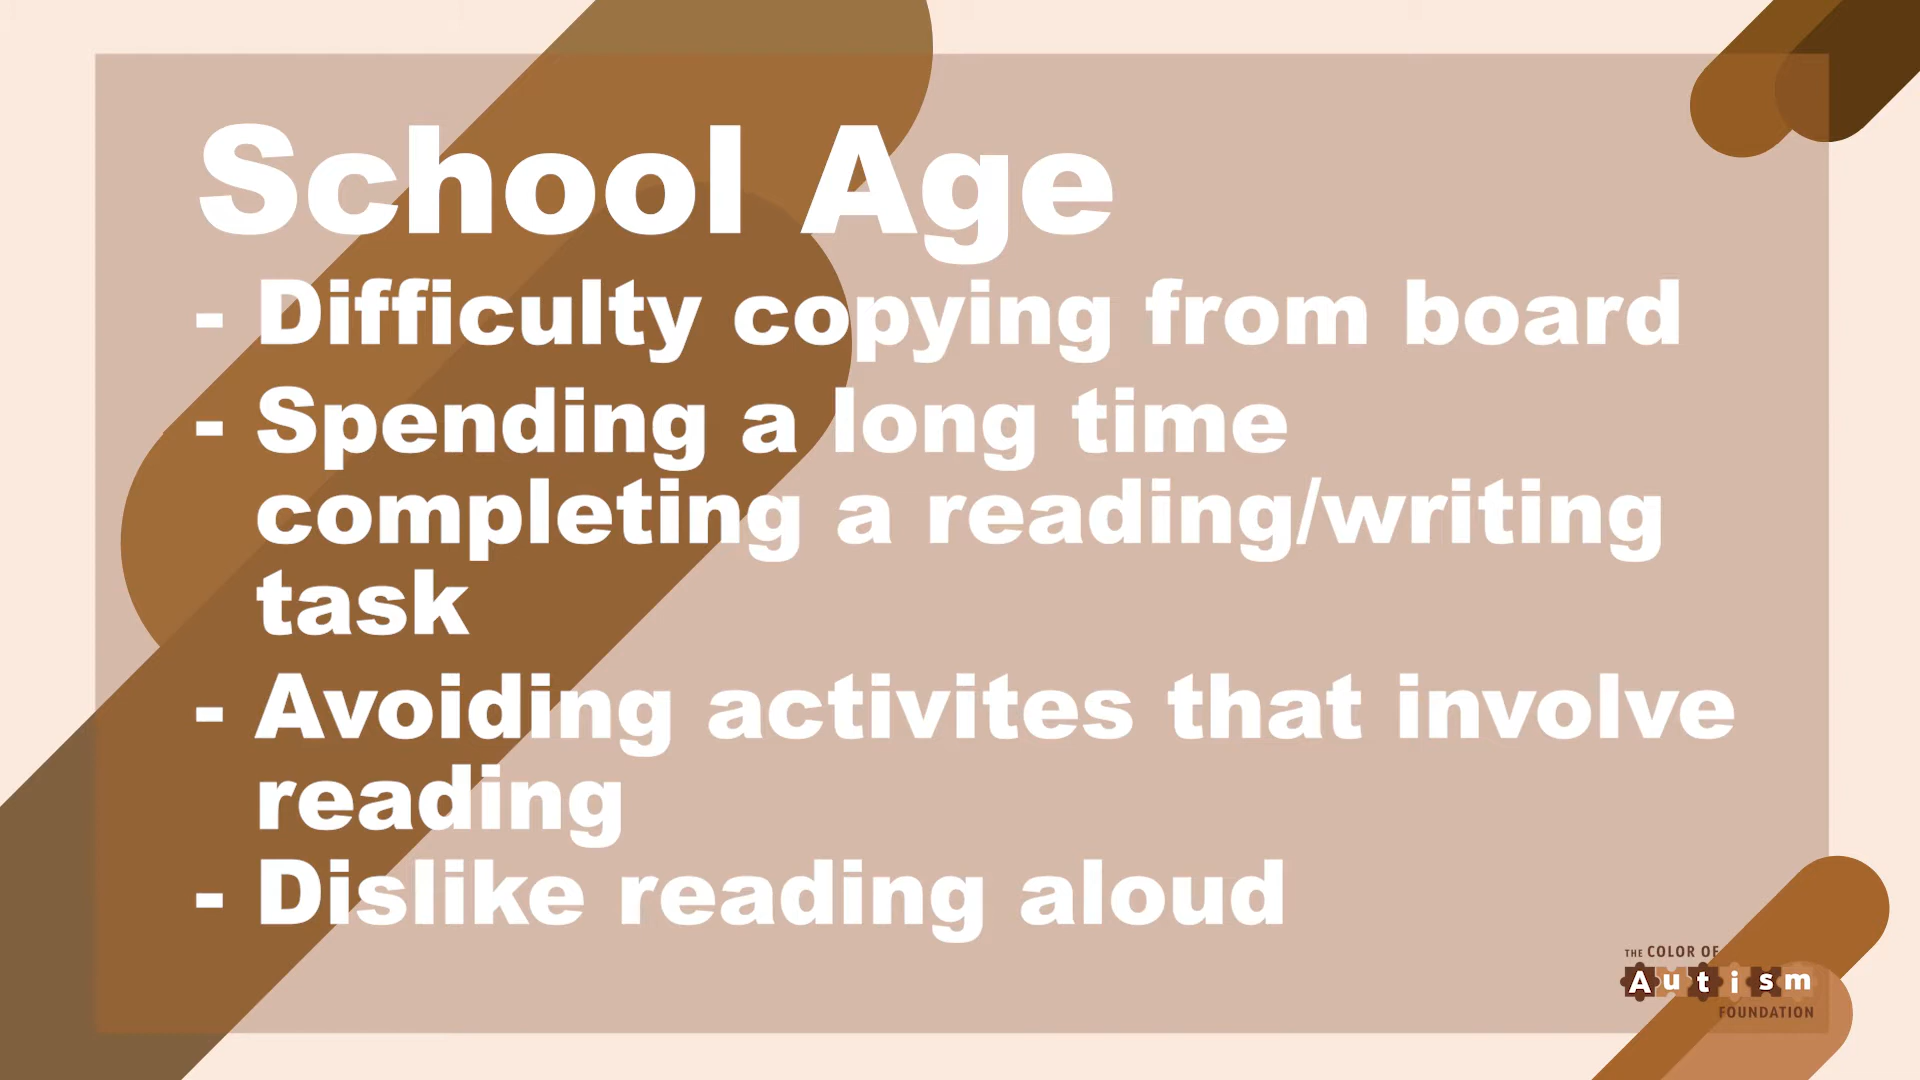 School Age
- Difficulty copying from board
- Spending a long time
completing a reading/writing
task
- Avoiding activites that involve
reading
- Dislike reading aloud
THE COLOR OF
Autism
FOUNDATION